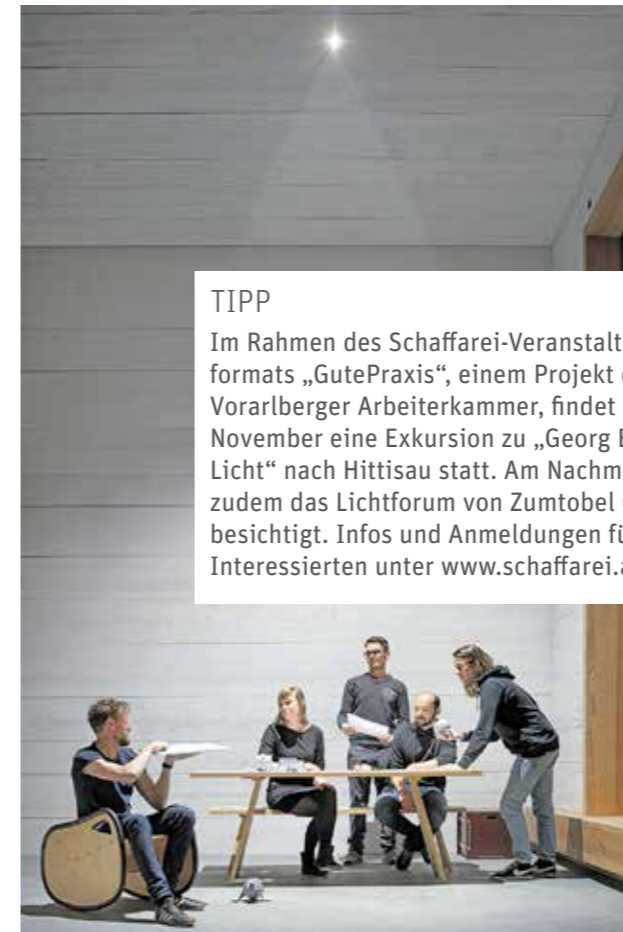 TIPP
Im Rahmen des Schaffarei-Veranstalt
formats „GutePraxis“, einem Projekt
Vorarlberger Arbeiterkammer, findet
November eine Exkursion zu „Georg
Licht“ nach Hittisau statt. Am Nachm
zudem das Lichtforum von Zumtobel
besichtigt. Infos und Anmeldungen fü
Interessierten unter www.schaffarei.a